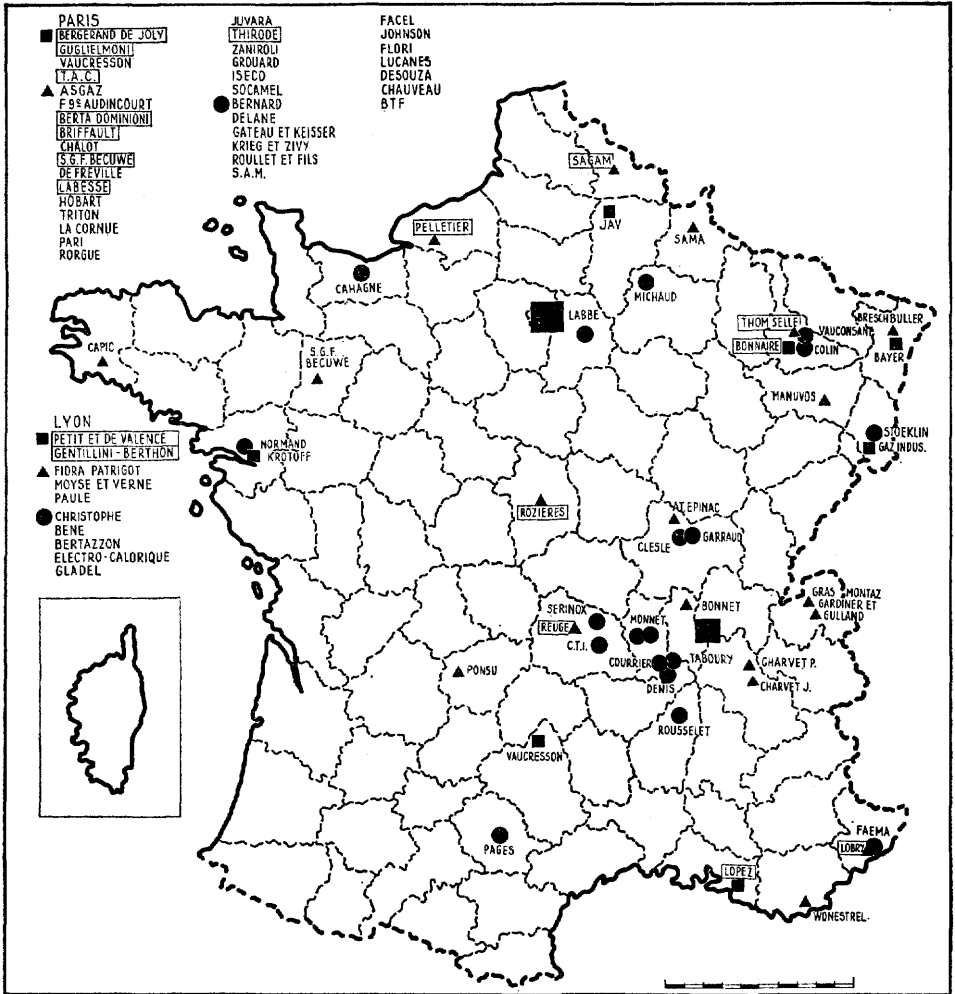 PARIS
BERGERAND DE JOLY
GUGLIELMONI
VAUCRESSON
T.A.C.
ASGAZ
F9S AUDINCOURT
BERTA DOMINIONI
BRIFFAULT
CHALOT
S.G.F. BECUWE
DE FREVILLE
LABESSE
HOBART
TRITON
LA CORNUE
PARI
RORGUE
JUVARA
THIRODE
ZANIROLI
GROUARD
ISECO
SOCAMEL
BERNARD
DELANE
GATEAU ET KEISSER
KRIEG ET ZIVY
ROULLET ET FILS
S.A.M.
FACEL
JOHNSON
FLORI
LUCANES
DESOUZA
CHAUVEAU
BTF
SAGAM
JAV
PELLETIER
SAMA
CAHAGNE
MICHAUD
LABBE
BRESCHBULLER
THOM SELLEI
VAUCONSANT
BONNAIRE
COLIN
BAYER
CAPIC
S.G.F.
BECUWE
MANUVOS
LYON
PETIT ET DE VALENCE
GENTILLINI-BERTHON
FIDRA PATRIGOT
MOYSE ET VERNE
PAULE
CHRISTOPHE
BENE
BERTAZZON
ELECTRO-CALORIQUE
GLADEL
NORMAND
KROTOFF
STOEKLIN
GAZ INDUS.
ROZIERES
AT. EPINAC
CLESLE
GARRAUD
GRAS MONTAZ
GARDINER ET
GULLAND
SERINOX
MONNET
BONNET
REUGE
C.T.I.
COURRIER
TABOURY
DENIS
CHARVET P.
CHARVET J.
PONSU
ROUSSELET
VAUCRESSON
PAGES
FAEMA
LOBRY
LOPEZ
WONESTREL.